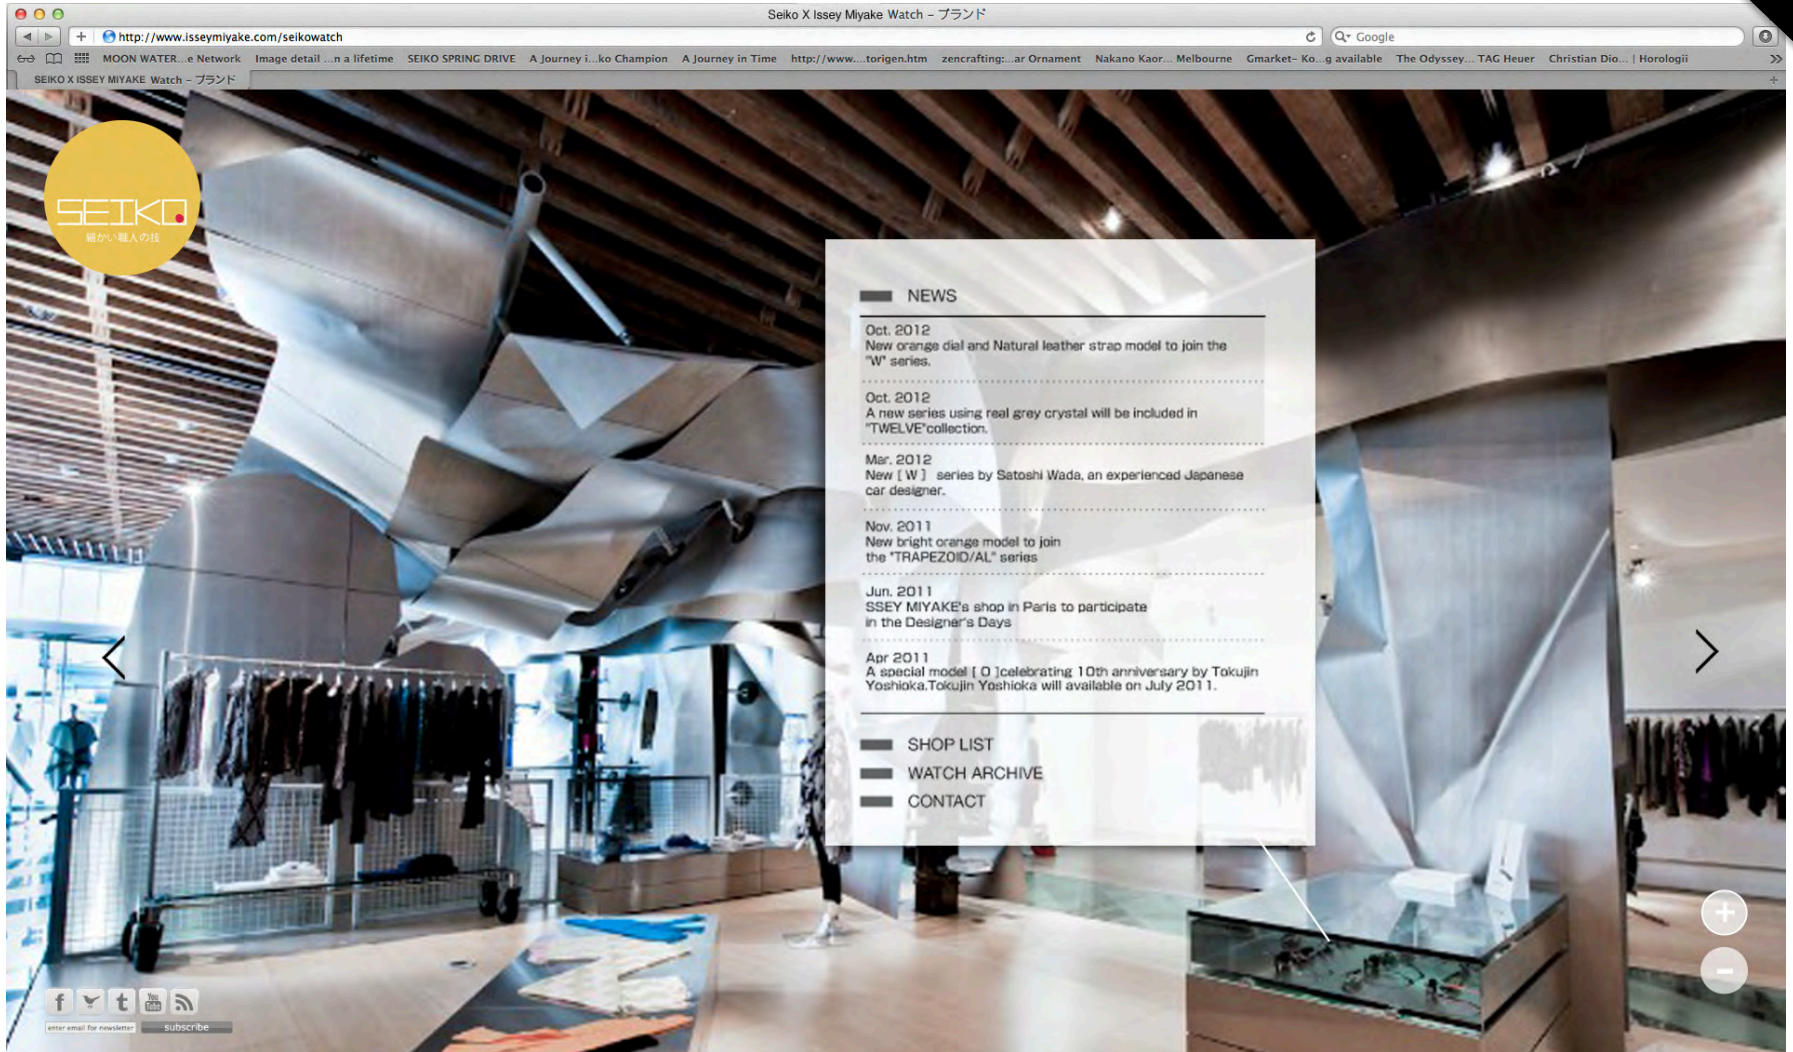 Seiko X Issey Miyake Watch – ブランド
http://www.isseymiyake.com/seikowatch
Google
MOON WATER...e Network Image detail ...n a lifetime SEIKO SPRING DRIVE A Journey i...ko Champion A Journey in Time http://www....torigen.htm zencrafting:...ar Ornament Nakano Kaor... Melbourne Gmarket– Ko...g available The Odyssey... TAG Heuer Christian Dio... | Horologii
SEIKO X ISSEY MIYAKE Watch – ブランド
SEIKO
細かい職人の技
NEWS
Oct. 2012
New orange dial and Natural leather strap model to join the
"W" series.
Oct. 2012
A new series using real grey crystal will be included in
"TWELVE"collection.
Mar. 2012
New [ W ] series by Satoshi Wada, an experienced Japanese
car designer.
Nov. 2011
New bright orange model to join
the "TRAPEZOID/AL" series
Jun. 2011
SSEY MIYAKE's shop in Paris to participate
in the Designer's Days
Apr 2011
A special model [ O ]celebrating 10th anniversary by Tokujin
Yoshioka.Tokujin Yoshioka will available on July 2011.
SHOP LIST
WATCH ARCHIVE
CONTACT
You
Tube
enter email for newsletter subscribe